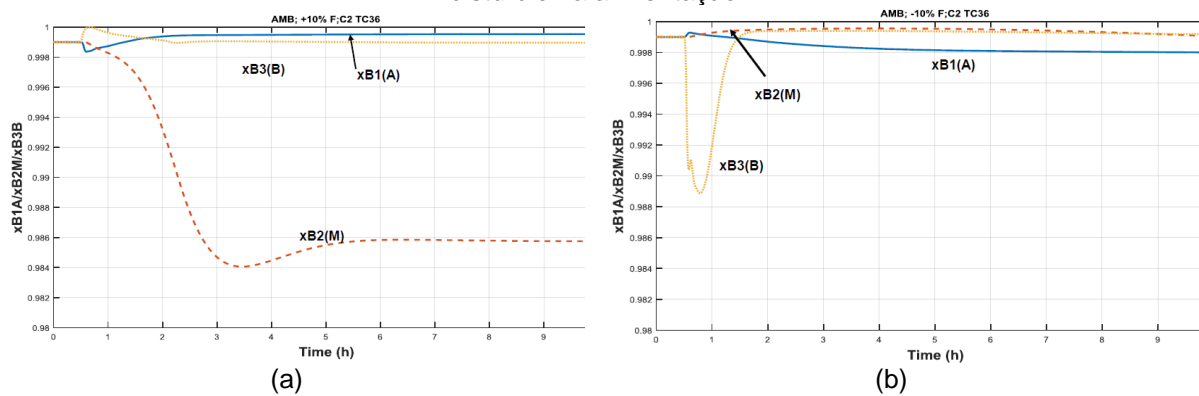 AMB; +10% F;C2 TC36
xB1A/xB2M/xB3B
1
0.998
0.996
0.994
0.992
0.99
0.988
0.986
0.984
0.982
0.98
xB1(A)
xB3(B)
xB2(M)
0 1 2 3 4 5 6 7 8 9
Time (h)
(a)
AMB; -10% F;C2 TC36
xB1A/xB2M/xB3B
1
0.998
0.996
0.994
0.992
0.99
0.988
0.986
0.984
0.982
0.98
xB1(A)
xB2(M)
xB3(B)
0 1 2 3 4 5 6 7 8 9
Time (h)
(b)